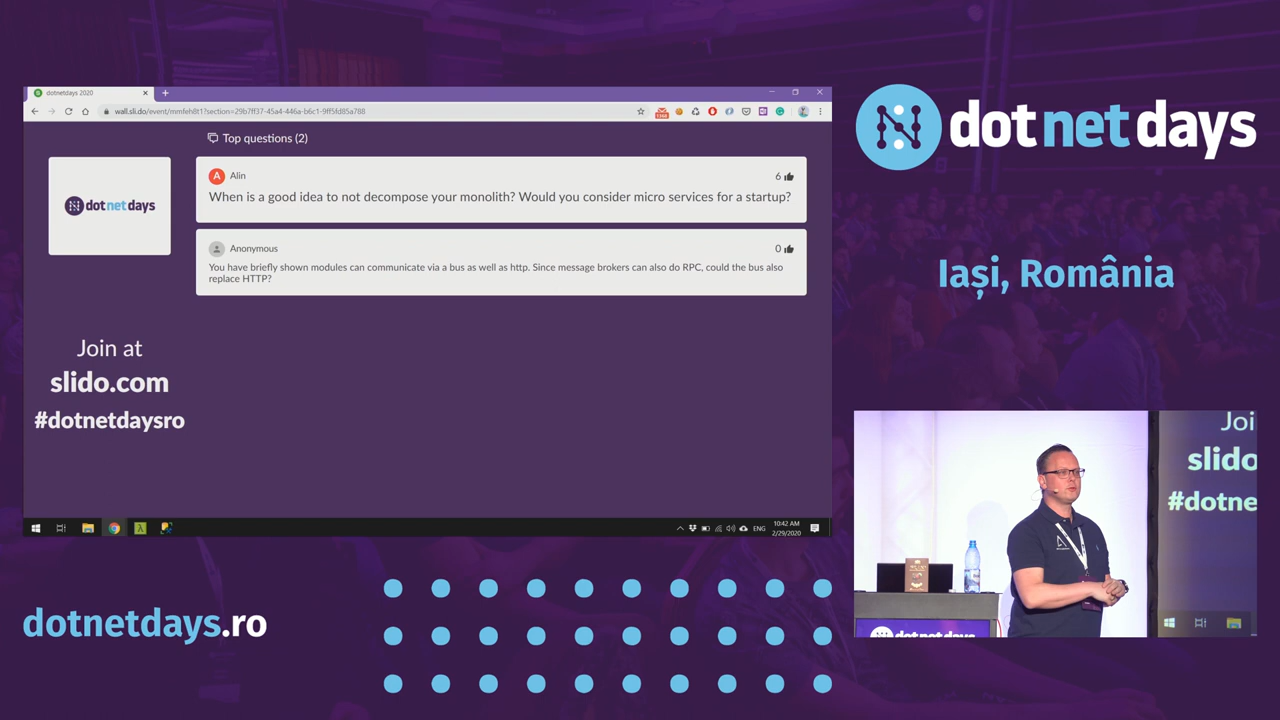 dotnetdays 2020
wall.sli.do/event/mmfeh8t1?section=29b7ff37-45a4-446a-b6c1-9ff5fd85a788
Top questions (2)
dotnetdays
A Alin
6
When is a good idea to not decompose your monolith? Would you consider micro services for a startup?
Anonymous
0
You have briefly shown modules can communicate via a bus as well as http. Since message brokers can also do RPC, could the bus also
replace HTTP?
Join at
slido.com
#dotnetdaysro
ENG
10:42 AM
2/29/2020
dotnetdays
Iași, România
Joi
slido
#dotne
dot net days
dotnetdays.ro